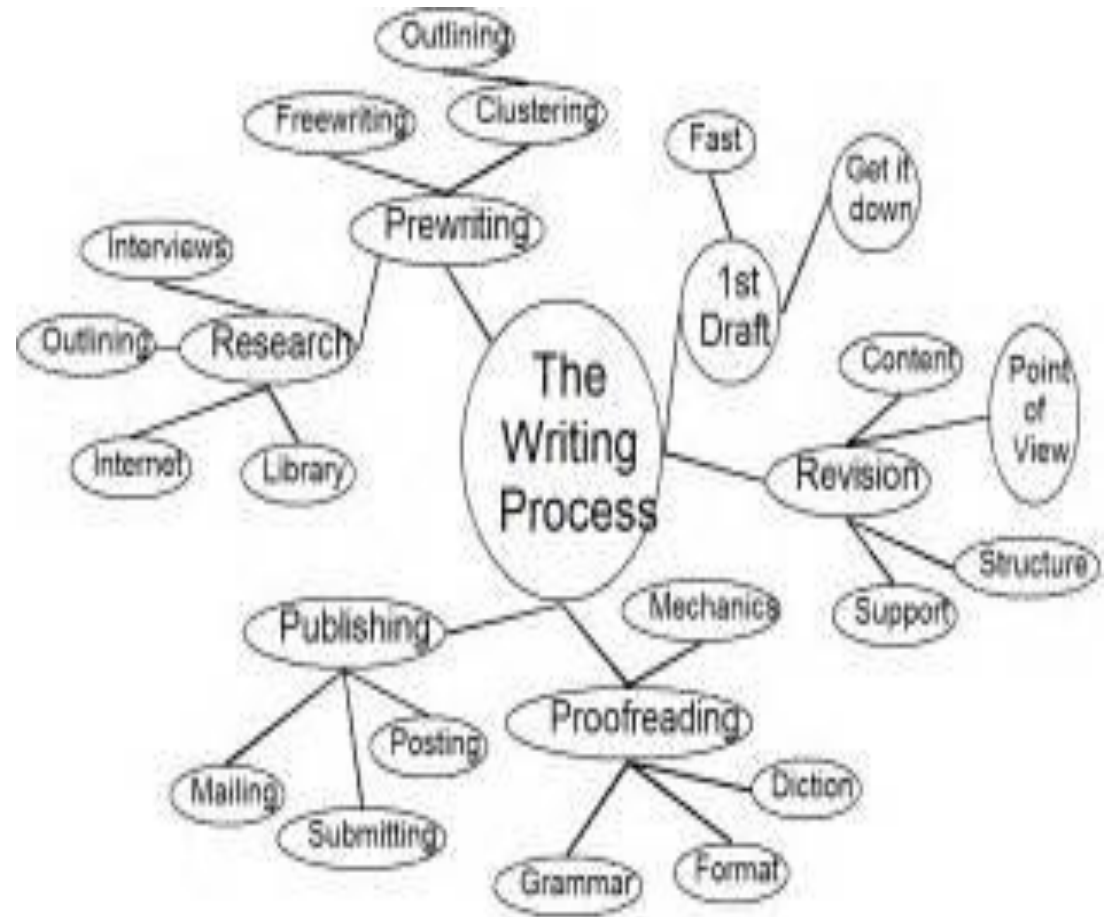 Outlining
Freewriting
Clustering
Prewriting
Interviews
Outlining
Research
Internet
Library
Fast
Get it
down
1st
Draft
The
Writing
Process
Content
Point
of
View
Revision
Structure
Support
Publishing
Mailing
Submitting
Posting
Mechanics
Proofreading
Diction
Format
Grammar